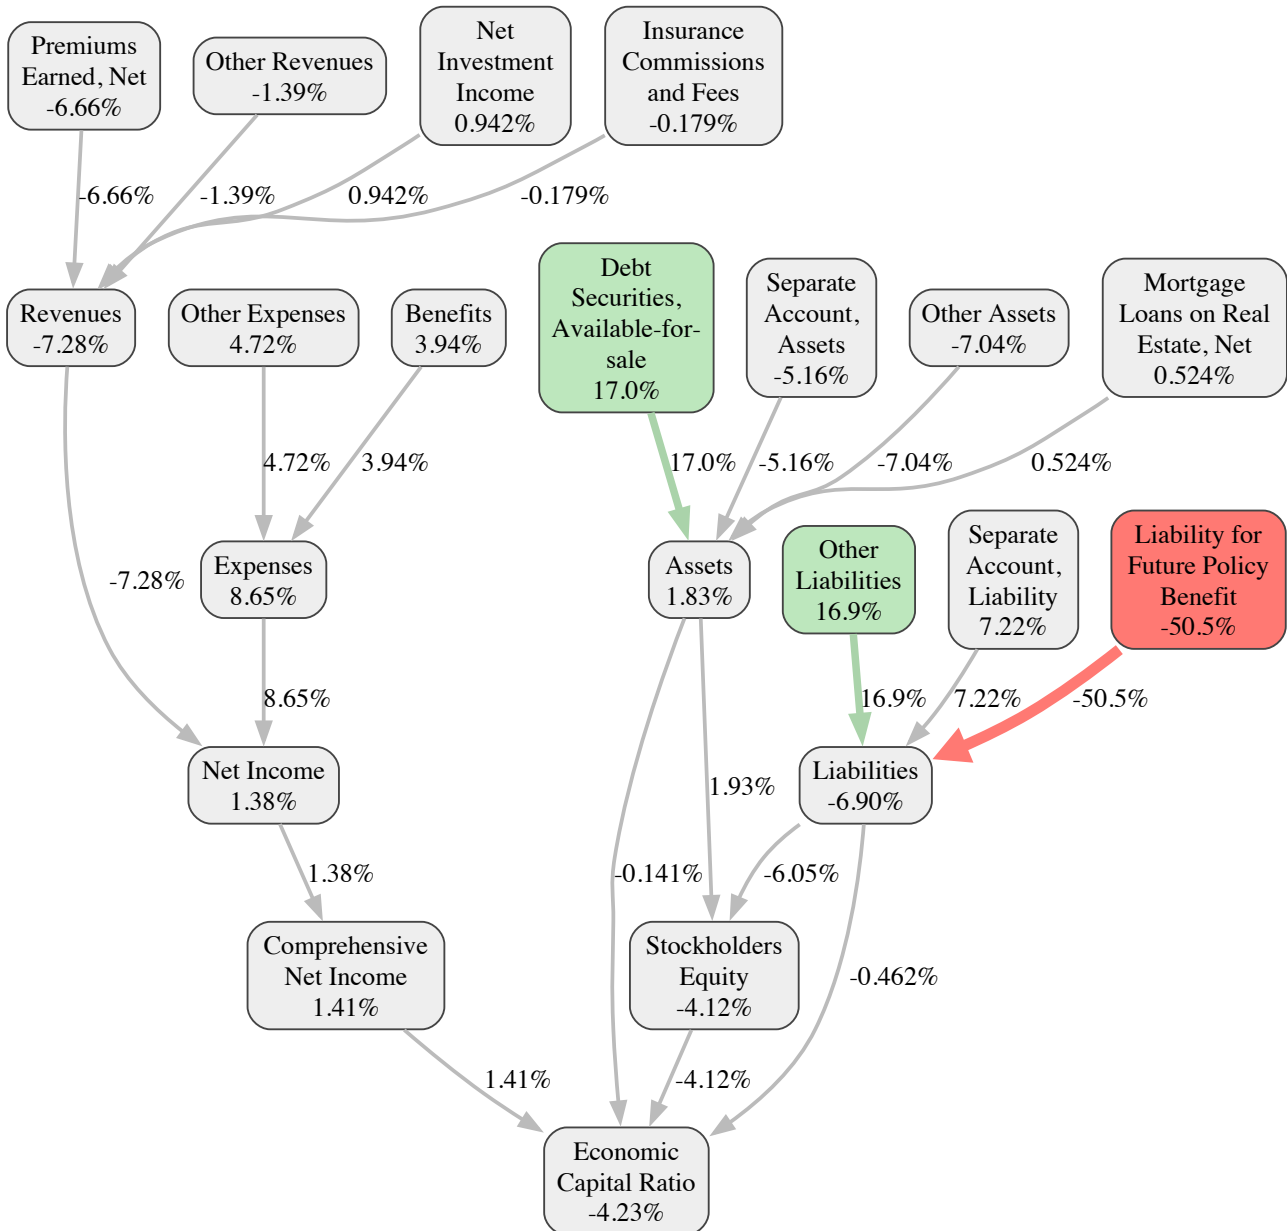 Premiums
Earned, Net
-6.66%
Other Revenues
-1.39%
Net
Investment
Income
0.942%
Insurance
Commissions
and Fees
-0.179%
-6.66%
-1.39%
0.942%
-0.179%
Revenues
-7.28%
Other Expenses
4.72%
Benefits
3.94%
Debt
Securities,
Available-for-
sale
17.0%
Separate
Account,
Assets
-5.16%
Other Assets
-7.04%
Mortgage
Loans on Real
Estate, Net
0.524%
4.72%
3.94%
17.0%
-5.16%
-7.04%
0.524%
-7.28%
Expenses
8.65%
Assets
1.83%
Other
Liabilities
16.9%
Separate
Account,
Liability
7.22%
Liability for
Future Policy
Benefit
-50.5%
8.65%
16.9%
7.22%
-50.5%
Net Income
1.38%
1.93%
Liabilities
-6.90%
1.38%
-0.141%
-6.05%
Comprehensive
Net Income
1.41%
Stockholders
Equity
-4.12%
-0.462%
1.41%
-4.12%
Economic
Capital Ratio
-4.23%